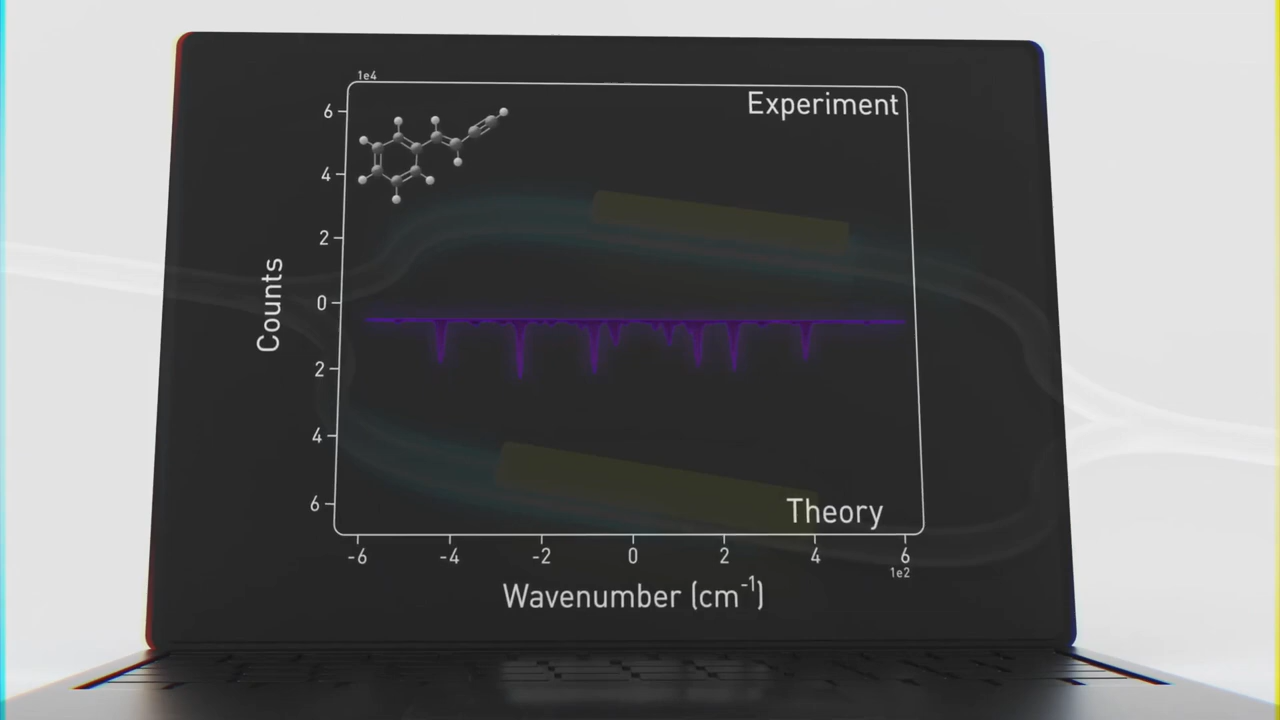 1e4
Experiment
6
4
2
0
2
4
6
Counts
Theory
-6 -4 -2 0 2 4 6
1e2
Wavenumber (cm⁻¹)